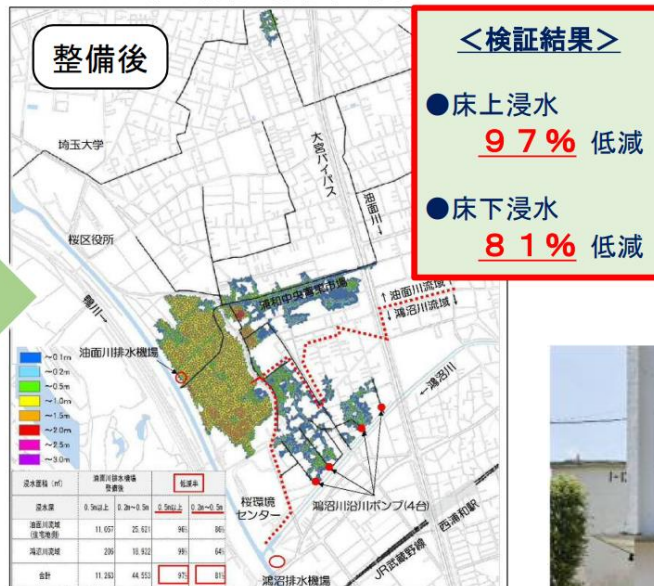 整備後
<検証結果>
●床上浸水
97% 低減
●床下浸水
81% 低減
埼玉大学
大宮バイパス
油面川→
桜区役所
鴨川→
浦和中央青果市場
↑油面川流域↑
↓鴻沼川流域↓
油面川排水機場
←鴻沼川
~0.1m
~0.2m
~0.5m
~1.0m
~1.5m
~2.0m
~2.5m
~3.0m
浸水面積(㎡) 油面川排水機場整備後 低減率
浸水深 0.5m以上 0.2m~0.5m 0.5m以上 0.2m~0.5m
油面川流域(住宅地側) 11,057 25,621 96% 86%
鴻沼川流域 206 18,932 99% 64%
合計 11,263 44,553 97% 81%
桜環境センター
鴻沼川沿川ポンプ(4台)
西浦和駅
JR武蔵野線
鴻沼排水機場